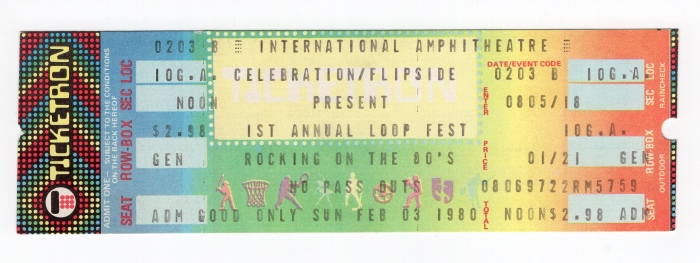 0203 B INTERNATIONAL AMPHITHEATRE DATE/EVENT CODE 0203 B 10G.A
10G.A. CELEBRATION/FLIPSIDE
NOON PRESENT ENTER 0805/18
$2.98 1ST ANNUAL LOOP FEST 10G.A.
GEN ROCKING ON THE 80'S PRICE 01/21 GEN
NO PASS OUTS 08069722RM5759
ADM GOOD ONLY SUN FEB 03 1980 TOTAL NOON$2.98 ADM
TICKETRON
ADMIT ONE— SUBJECT TO THE CONDITIONS
ON THE BACK HEREOF
SEAT ROW-BOX SEC LOC
SEAT ROW-BOX SEC LOC
OUTDOOR RAINCHECK
TICKETRON